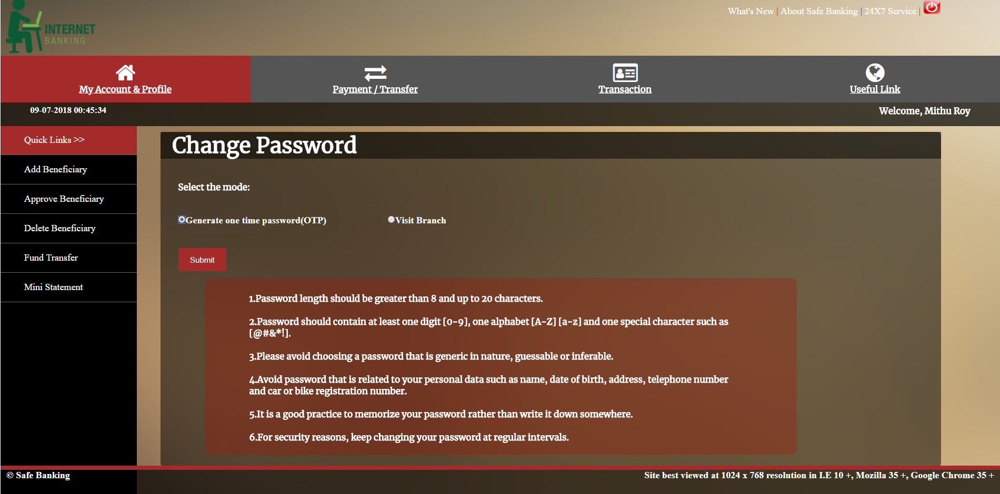 What's New | About Safe Banking | 24X7 Service |
INTERNET
BANKING
My Account & Profile
Payment / Transfer
Transaction
Useful Link
09-07-2018 00:45:34
Welcome, Mithu Roy
Quick Links >>
Add Beneficiary
Approve Beneficiary
Delete Beneficiary
Fund Transfer
Mini Statement
Change Password
Select the mode:
Generate one time password(OTP)
Visit Branch
Submit
1.Password length should be greater than 8 and up to 20 characters.
2.Password should contain at least one digit [0-9], one alphabet [A-Z] [a-z] and one special character such as
[@#&*!].
3.Please avoid choosing a password that is generic in nature, guessable or inferable.
4.Avoid password that is related to your personal data such as name, date of birth, address, telephone number
and car or bike registration number.
5.It is a good practice to memorize your password rather than write it down somewhere.
6.For security reasons, keep changing your password at regular intervals.
© Safe Banking
Site best viewed at 1024 x 768 resolution in I.E 10 +, Mozilla 35 +, Google Chrome 35 +